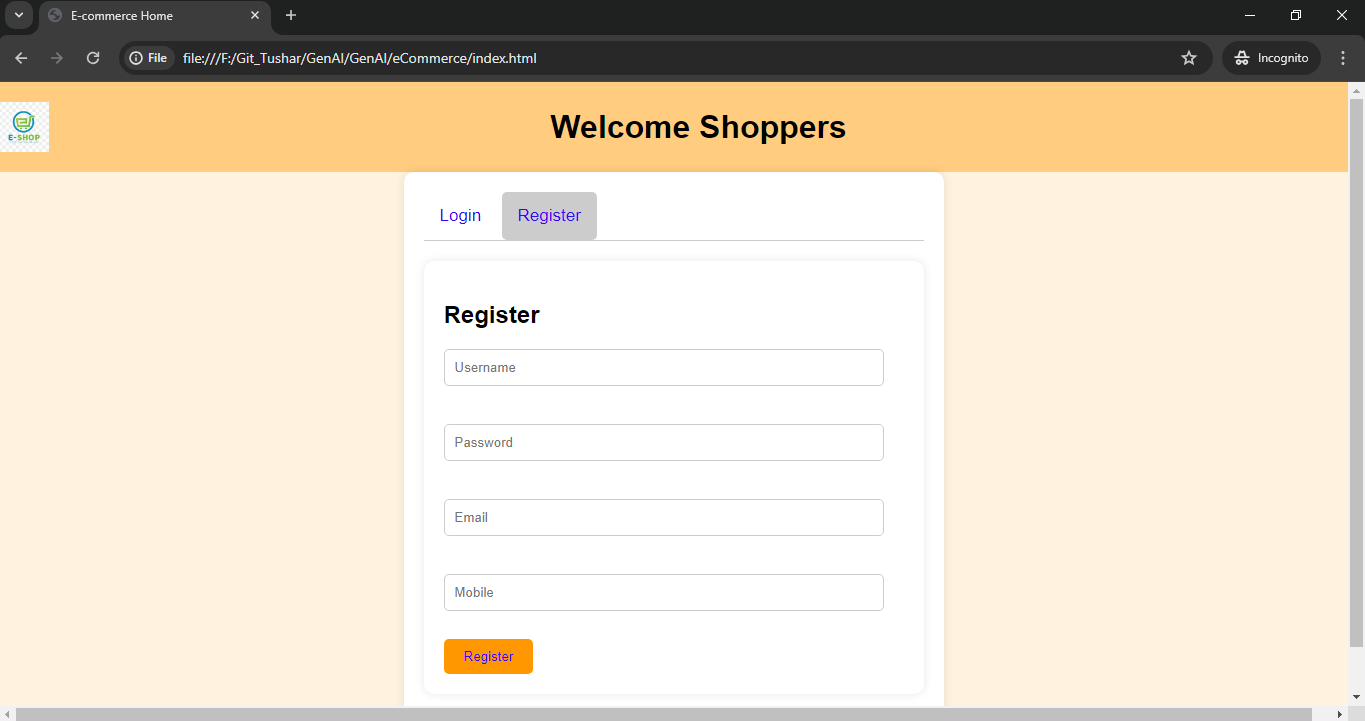 E-commerce Home
File file:///F:/Git_Tushar/GenAI/GenAI/eCommerce/index.html Incognito
E-SHOP
Welcome Shoppers
Login Register
Register
Username
Password
Email
Mobile
Register